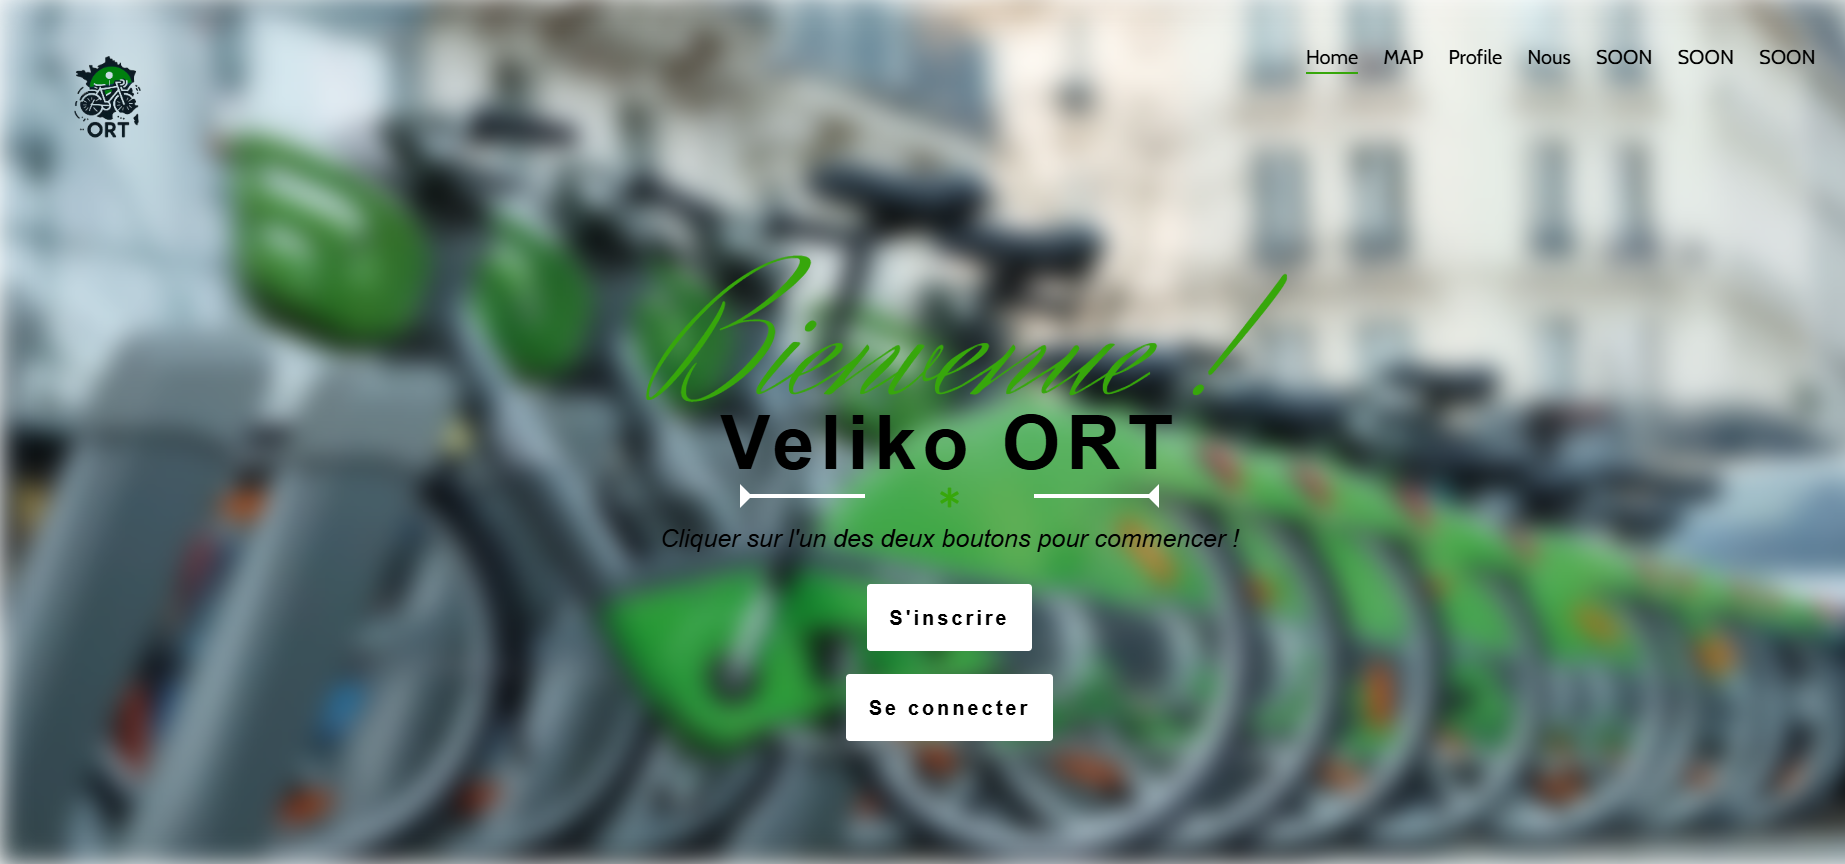 Home MAP Profile Nous SOON SOON SOON
ORT
Bienvenue !
Veliko ORT
Cliquer sur l'un des deux boutons pour commencer !
S'inscrire
Se connecter